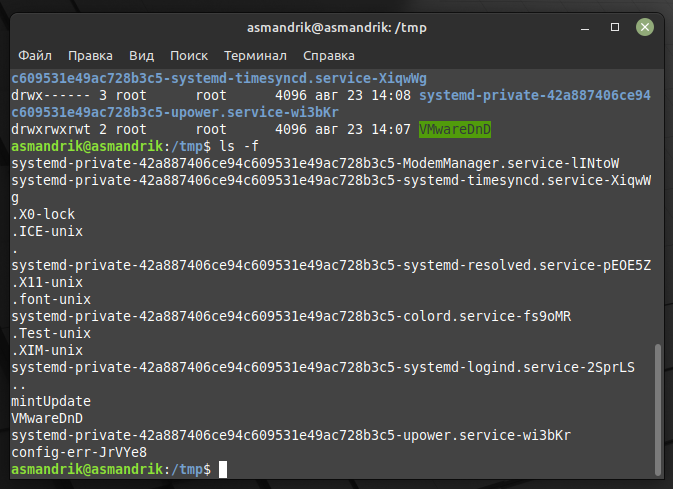 asmandrik@asmandrik: /tmp
Файл Правка Вид Поиск Терминал Справка
c609531e49ac728b3c5-systemd-timesyncd.service-XiqwWg
drwx------ 3 root      root      4096 авг 23 14:08 systemd-private-42a887406ce94
c609531e49ac728b3c5-upower.service-wi3bKr
drwxrwxrwt 2 root      root      4096 авг 23 14:07 VMwareDnD
asmandrik@asmandrik:/tmp$ ls -f
systemd-private-42a887406ce94c609531e49ac728b3c5-ModemManager.service-lINtoW
systemd-private-42a887406ce94c609531e49ac728b3c5-systemd-timesyncd.service-XiqwW
g
.X0-lock
.ICE-unix
.
systemd-private-42a887406ce94c609531e49ac728b3c5-systemd-resolved.service-pEOE5Z
.X11-unix
.font-unix
systemd-private-42a887406ce94c609531e49ac728b3c5-colord.service-fs9oMR
.Test-unix
.XIM-unix
systemd-private-42a887406ce94c609531e49ac728b3c5-systemd-logind.service-2SprLS
..
mintUpdate
VMwareDnD
systemd-private-42a887406ce94c609531e49ac728b3c5-upower.service-wi3bKr
config-err-JrVYe8
asmandrik@asmandrik:/tmp$